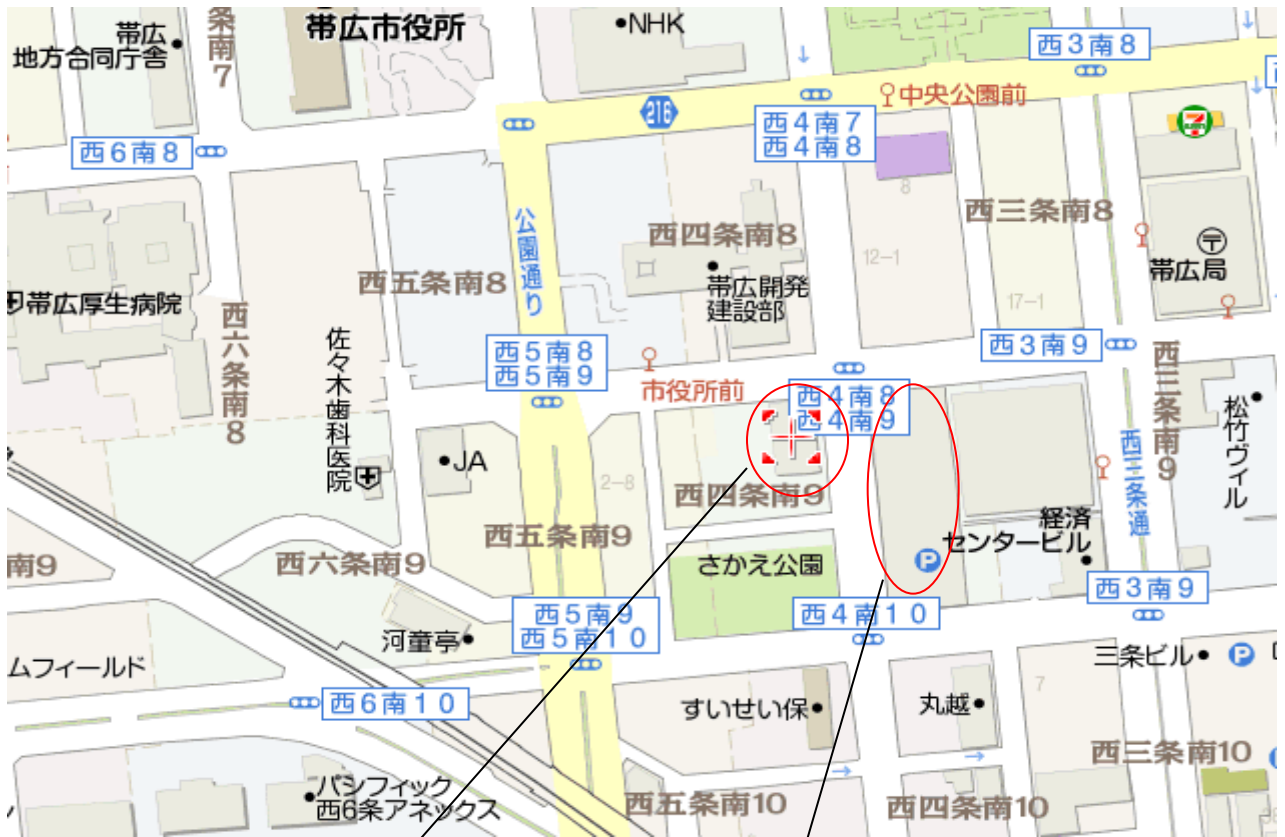 帯広
地方合同庁舎
条南7
帯広市役所
NHK
西3南8
中央公園前
216
西4南7
西4南8
西6南8
8
西三条南8
西四条南8
公園通り
12-1
帯広局
帯広開発
建設部
西五条南8
17-1
帯広厚生病院
西六条南8
佐々木歯科医院
西5南8
西5南9
西3南9
西三条南9
市役所前
西4南8
西4南9
松竹ヴィル
西三条通
JA
2-8
西四条南9
経済
センタービル
西五条南9
さかえ公園
P
南9
西六条南9
西3南9
西5南9
西5南10
西4南10
河童亭
ムフィールド
三条ビル
P
西6南10
すいせい保
丸越
7
西三条南10
パシフィック
西6条アネックス
西五条南10
西四条南10